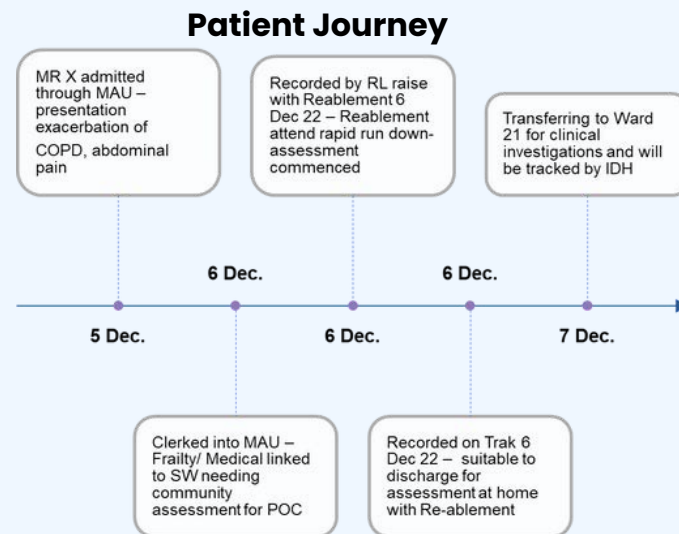 Patient Journey
MR X admitted
through MAU –
presentation
exacerbation of
COPD, abdominal
pain
Recorded by RL raise
with Reablement 6
Dec 22 – Reablement
attend rapid run down-
assessment
commenced
Transferring to Ward
21 for clinical
investigations and will
be tracked by IDH
6 Dec.
6 Dec.
5 Dec.
6 Dec.
7 Dec.
Clerked into MAU –
Frailty/ Medical linked
to SW needing
community
assessment for POC
Recorded on Trak 6
Dec 22 – suitable to
discharge for
assessment at home
with Re-ablement